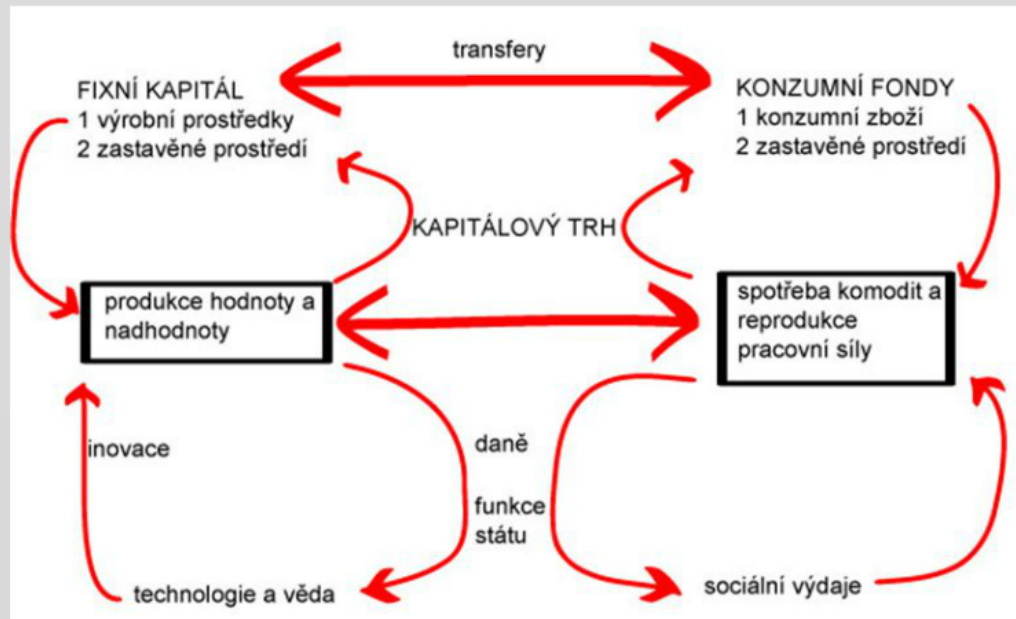 transfery
FIXNÍ KAPITÁL
1 výrobní prostředky
2 zastavěné prostředí
KONZUMNÍ FONDY
1 konzumní zboží
2 zastavěné prostředí
KAPITÁLOVÝ TRH
produkce hodnoty a
nadhodnoty
spotřeba komodit a
reprodukce
pracovní síly
inovace
daně
funkce
státu
technologie a věda
sociální výdaje